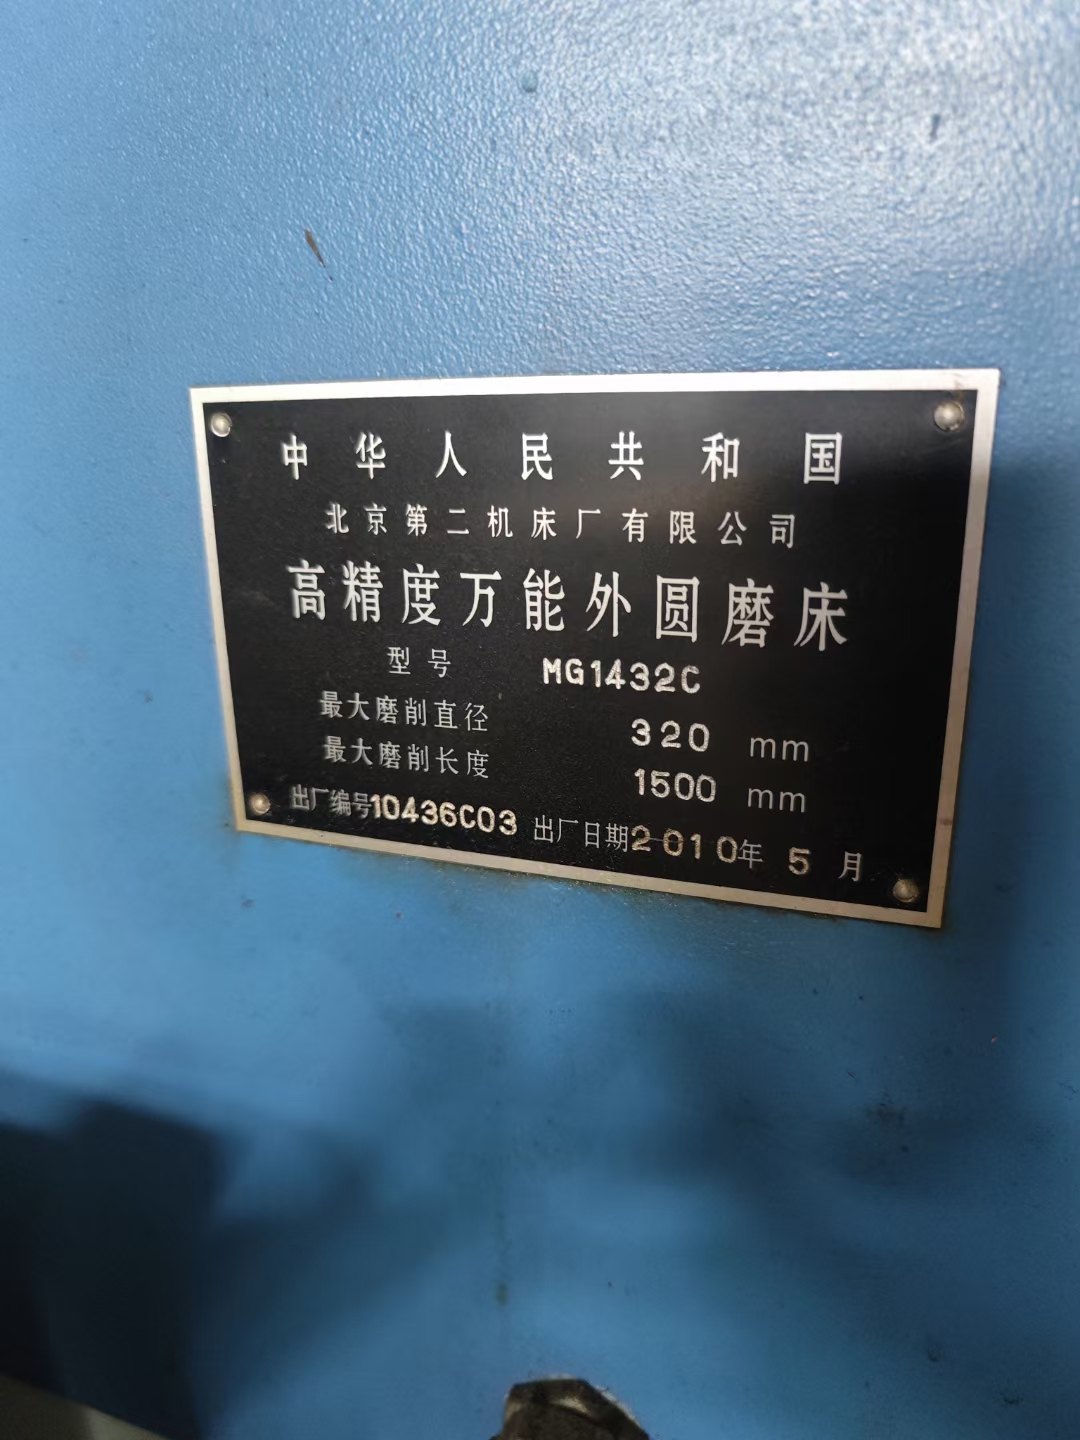 中华人民共和国
北京第二机床厂有限公司
高精度万能外圆磨床
型号 MG1432C
最大磨削直径 320 mm
最大磨削长度 1500 mm
出厂编号10436C03 出厂日期2010年5月